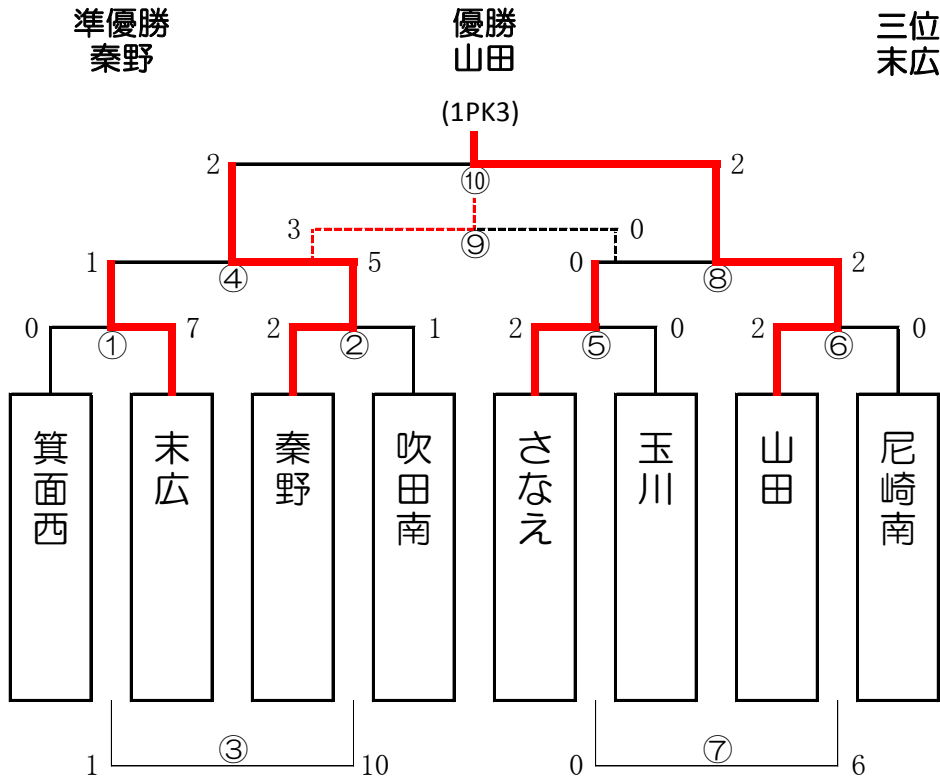 準優勝
秦野
優勝
山田
三位
末広
(1PK3)
2
⑩
2
3
⑨
0
1
④
5
0
⑧
2
0
①
7
2
②
1
2
⑤
0
2
⑥
0
箕面西
末広
秦野
吹田南
さなえ
玉川
山田
尼崎南
1
③
10
0
⑦
6